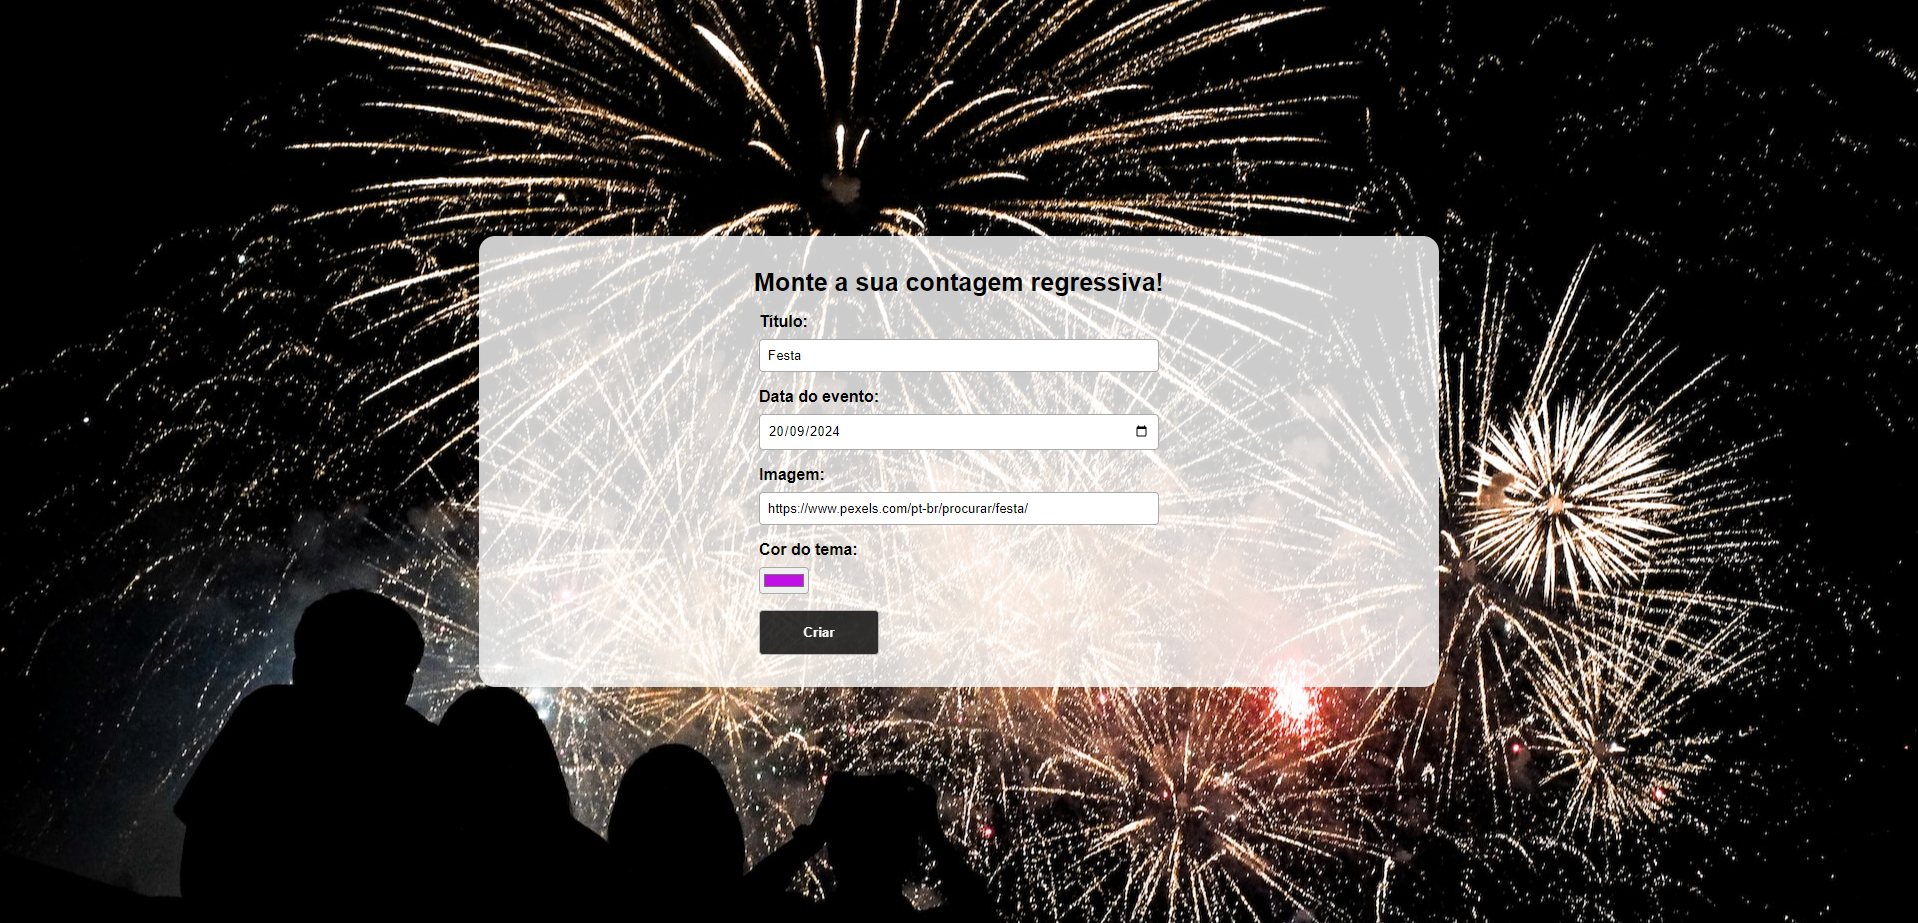 Monte a sua contagem regressiva!
Título:
Festa
Data do evento:
20/09/2024
Imagem:
https://www.pexels.com/pt-br/procurar/festa/
Cor do tema:
Criar